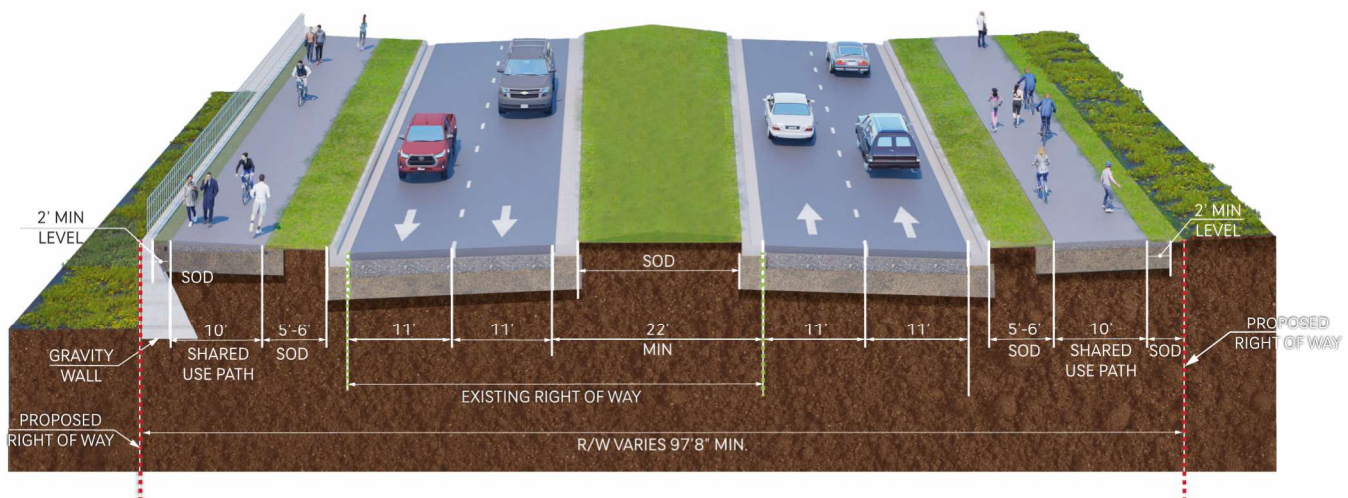 2' MIN
LEVEL
SOD
2' MIN
LEVEL
SOD
10'
SHARED
USE PATH
5'-6'
SOD
11'
11'
22'
MIN
11'
11'
5'-6'
SOD
10'
SHARED
USE PATH
SOD
GRAVITY
WALL
PROPOSED
RIGHT OF WAY
EXISTING RIGHT OF WAY
PROPOSED
RIGHT OF WAY
R/W VARIES 97'8" MIN.